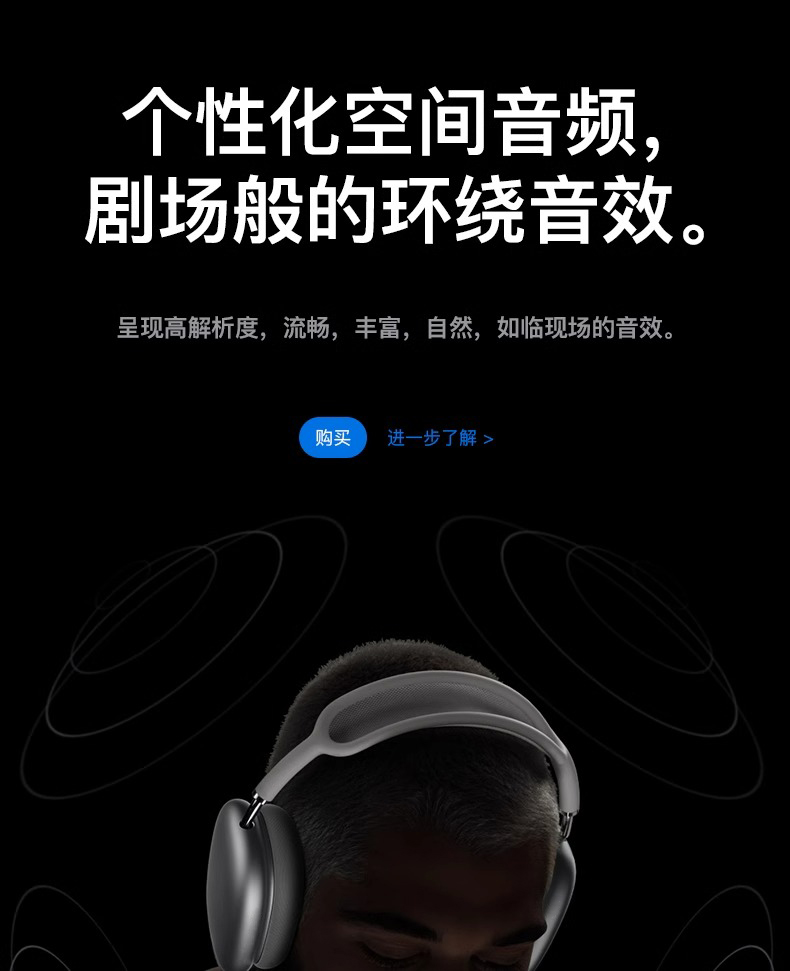 个性化空间音频，
剧场般的环绕音效。
呈现高解析度，流畅，丰富，自然，如临现场的音效。
购买 进一步了解 >